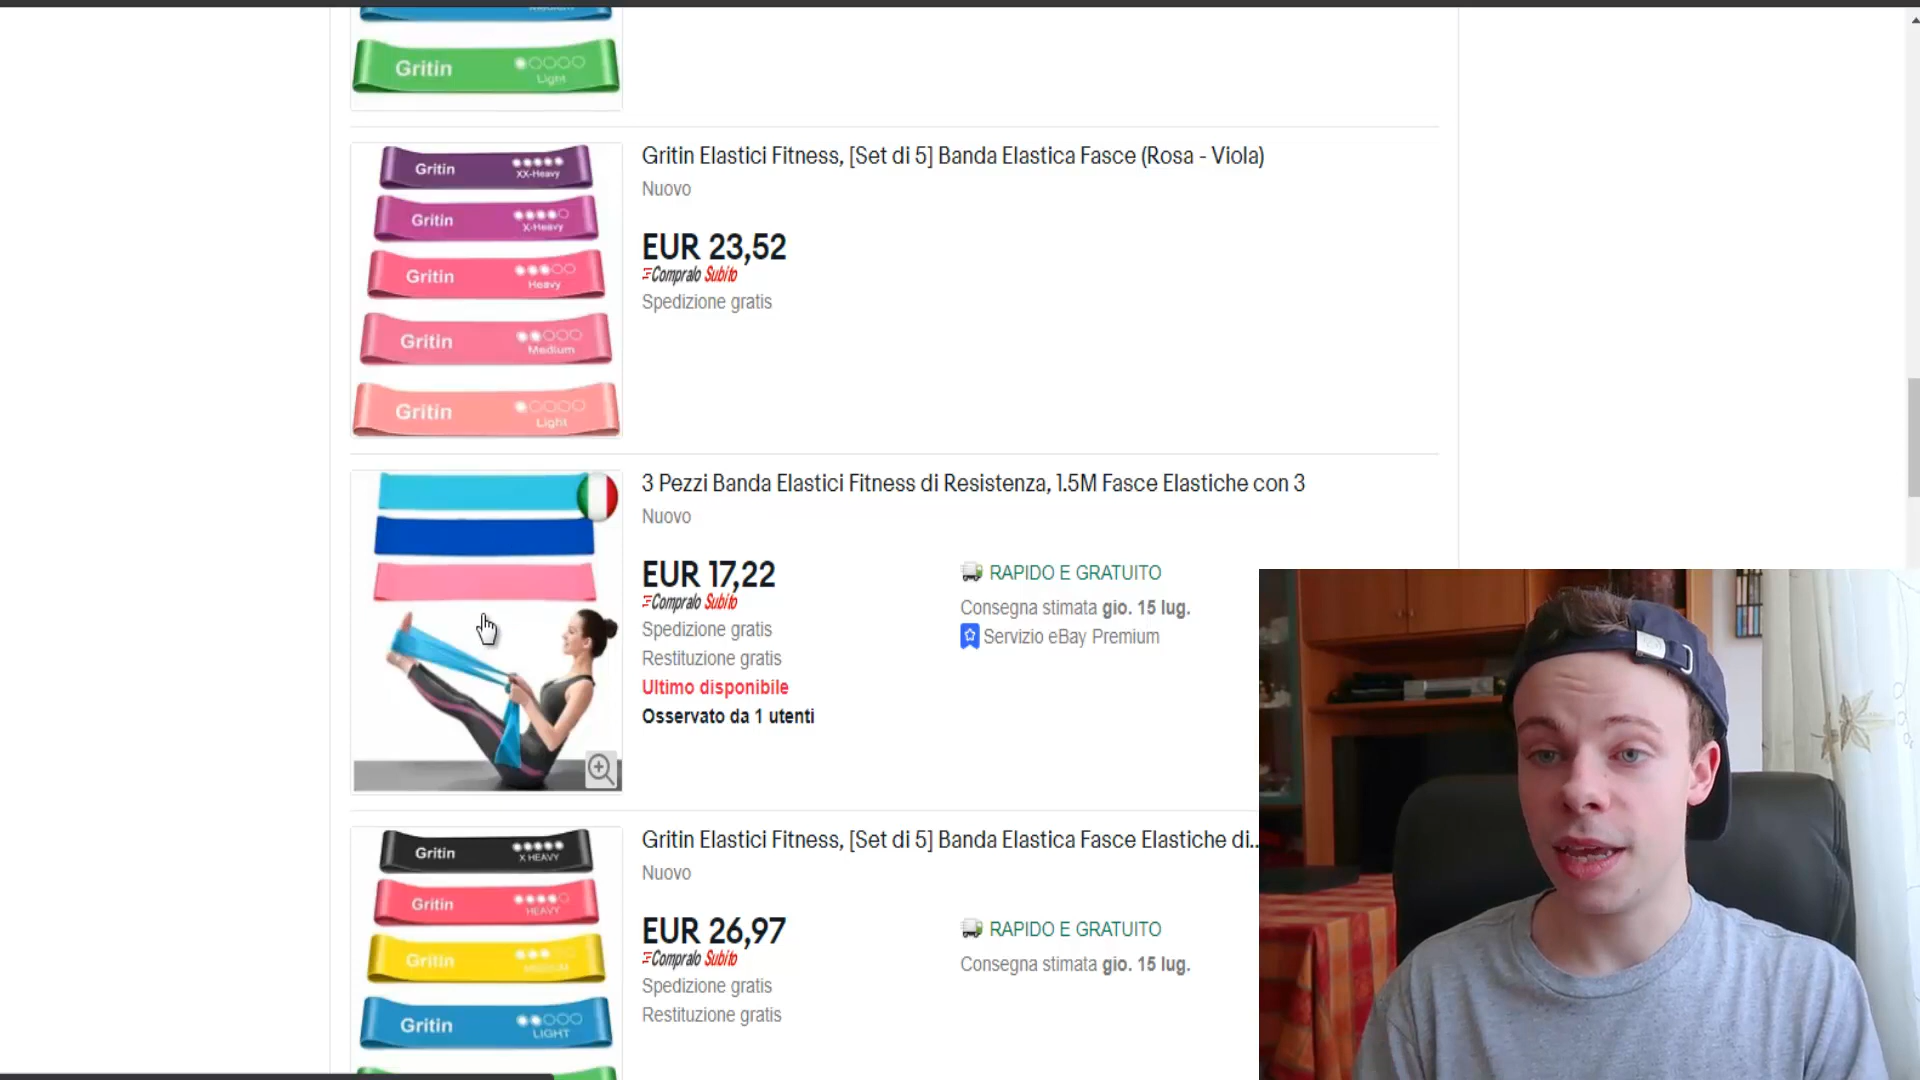 Gritin
Light
Gritin
XX-Heavy
Gritin
X-Heavy
Gritin
Heavy
Gritin
Medium
Gritin
Light
Gritin Elastici Fitness, [Set di 5] Banda Elastica Fasce (Rosa - Viola)
Nuovo
EUR 23,52
Compralo Subito
Spedizione gratis
3 Pezzi Banda Elastici Fitness di Resistenza, 1.5M Fasce Elastiche con 3
Nuovo
EUR 17,22
Compralo Subito
Spedizione gratis
Restituzione gratis
Ultimo disponibile
Osservato da 1 utenti
RAPIDO E GRATUITO
Consegna stimata gio. 15 lug.
Servizio eBay Premium
Gritin
X HEAVY
Gritin
HEAVY
Gritin
MEDIUM
Gritin
LIGHT
Gritin Elastici Fitness, [Set di 5] Banda Elastica Fasce Elastiche di..
Nuovo
EUR 26,97
Compralo Subito
Spedizione gratis
Restituzione gratis
RAPIDO E GRATUITO
Consegna stimata gio. 15 lug.